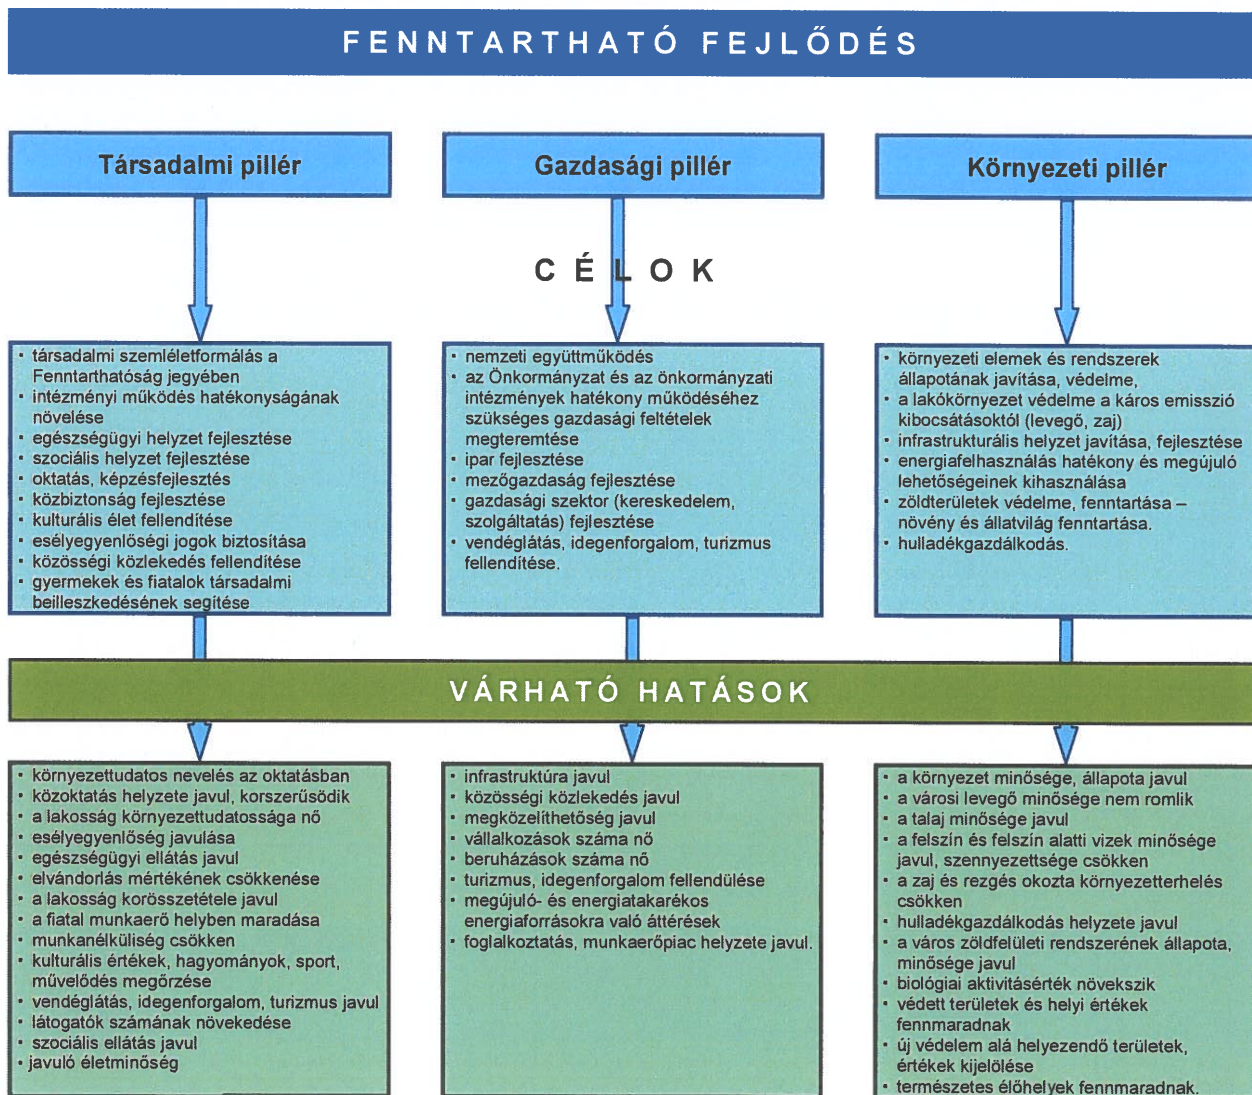 FENNTARTHATÓ FEJLŐDÉS
Társadalmi pillér
Gazdasági pillér
Környezeti pillér
CÉLOK
• társadalmi szemléletformálás a
Fenntarthatóság jegyében
• intézményi működés hatékonyságának
növelése
• egészségügyi helyzet fejlesztése
• szociális helyzet fejlesztése
• oktatás, képzésfejlesztés
• közbiztonság fejlesztése
• kulturális élet fellendítése
• esélyegyenlőségi jogok biztosítása
• közösségi közlekedés fellendítése
• gyermekek és fiatalok társadalmi
beilleszkedésének segítése
• nemzeti együttműködés
• az Önkormányzat és az önkormányzati
intézmények hatékony működéséhez
szükséges gazdasági feltételek
megteremtése
• ipar fejlesztése
• mezőgazdaság fejlesztése
• gazdasági szektor (kereskedelem,
szolgáltatás) fejlesztése
• vendéglátás, idegenforgalom, turizmus
fellendítése.
• környezeti elemek és rendszerek
állapotának javítása, védelme,
• a lakókörnyezet védelme a káros emisszió
kibocsátásoktól (levegő, zaj)
• infrastrukturális helyzet javítása, fejlesztése
• energiafelhasználás hatékony és megújuló
lehetőségeinek kihasználása
• zöldterületek védelme, fenntartása –
növény és állatvilág fenntartása.
• hulladékgazdálkodás.
VÁRHATÓ HATÁSOK
• környezettudatos nevelés az oktatásban
• közoktatás helyzete javul, korszerűsödik
• a lakosság környezettudatossága nő
• esélyegyenlőség javulása
• egészségügyi ellátás javul
• elvándorlás mértékének csökkenése
• a lakosság korösszetétele javul
• a fiatal munkaerő helyben maradása
• munkanélküliség csökken
• kulturális értékek, hagyományok, sport,
művelődés megőrzése
• vendéglátás, idegenforgalom, turizmus javul
• látogatók számának növekedése
• szociális ellátás javul
• javuló életminőség
• infrastruktúra javul
• közösségi közlekedés javul
• megközelíthetőség javul
• vállalkozások száma nő
• beruházások száma nő
• turizmus, idegenforgalom fellendülése
• megújuló- és energiatakarékos
energiaforrásokra való áttérések
• foglalkoztatás, munkaerőpiac helyzete javul.
• a környezet minősége, állapota javul
• a városi levegő minősége nem romlik
• a talaj minősége javul
• a felszín és felszín alatti vizek minősége
javul, szennyezettsége csökken
• a zaj és rezgés okozta környezetterhelés
csökken
• hulladékgazdálkodás helyzete javul
• a város zöldfelületi rendszerének állapota,
minősége javul
• biológiai aktivitásérték növekszik
• védett területek és helyi értékek
fennmaradnak
• új védelem alá helyezendő területek,
értékek kijelölése
• természetes élőhelyek fennmaradnak.